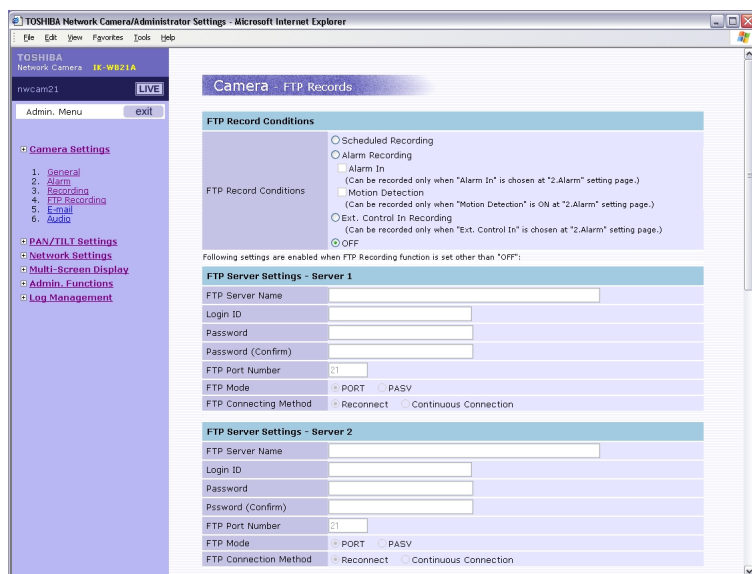 TOSHIBA Network Camera/Administrator Settings - Microsoft Internet Explorer
File Edit View Favorites Tools Help
TOSHIBA
Network Camera IK-WB21A
nwcam21 LIVE
Admin. Menu exit
Camera Settings
1. General
2. Alarm
3. Recording
4. FTP Recording
5. E-mail
6. Audio
PAN/TILT Settings
Network Settings
Multi-Screen Display
Admin. Functions
Log Management
Camera - FTP Records
FTP Record Conditions
FTP Record Conditions
Scheduled Recording
Alarm Recording
Alarm In
(Can be recorded only when "Alarm In" is chosen at "2.Alarm" setting page.)
Motion Detection
(Can be recorded only when "Motion Detection" is ON at "2.Alarm" setting page.)
Ext. Control In Recording
(Can be recorded only when "Ext. Control In" is chosen at "2.Alarm" setting page.)
OFF
Following settings are enabled when FTP Recording function is set other than "OFF":
FTP Server Settings - Server 1
FTP Server Name
Login ID
Password
Password (Confirm)
FTP Port Number 21
FTP Mode PORT PASV
FTP Connecting Method Reconnect Continuous Connection
FTP Server Settings - Server 2
FTP Server Name
Login ID
Password
Pssword (Confirm)
FTP Port Number 21
FTP Mode PORT PASV
FTP Connection Method Reconnect Continuous Connection